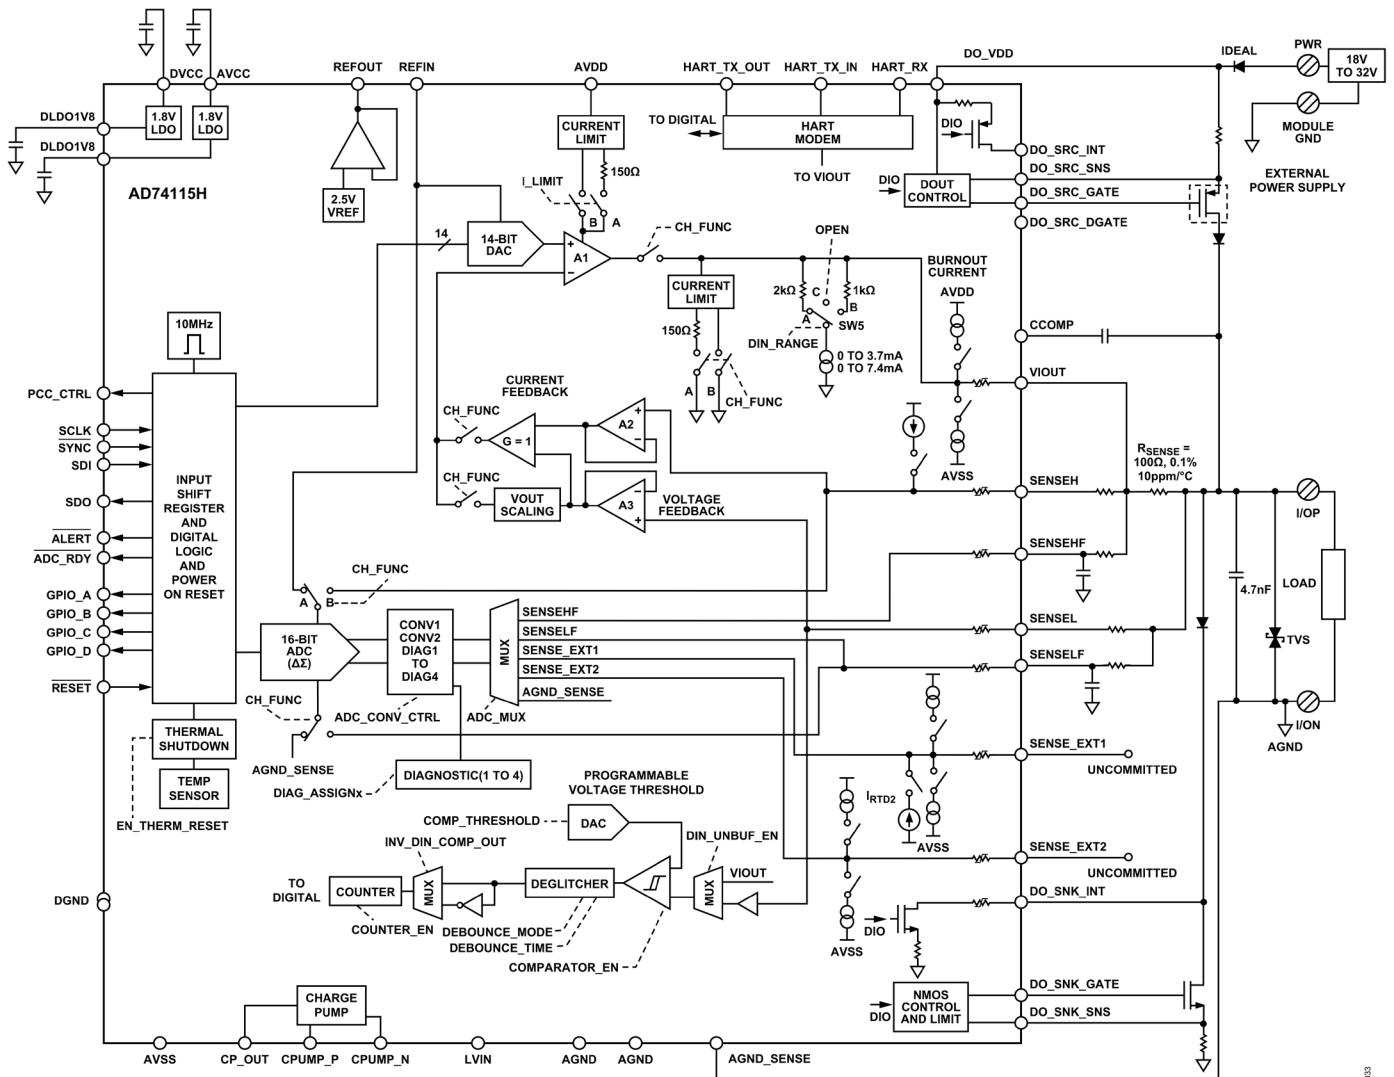 DVCC
AVCC
REFOUT
REFIN
AVDD
HART_TX_OUT
HART_TX_IN
HART_RX
DO_VDD
IDEAL
PWR
18V
TO 32V
MODULE
GND
EXTERNAL
POWER SUPPLY
DLDO1V8
DLDO1V8
1.8V
LDO
1.8V
LDO
AD74115H
2.5V
VREF
CURRENT
LIMIT
150Ω
I_LIMIT
B
A
TO DIGITAL
HART
MODEM
TO VIOUT
DIO
DIO
DOUT
CONTROL
DO_SRC_INT
DO_SRC_SNS
DO_SRC_GATE
DO_SRC_DGATE
14
14-BIT
DAC
+
−
A1
CH_FUNC
CURRENT
LIMIT
150Ω
A
B
CH_FUNC
OPEN
2kΩ
C
1kΩ
A
B
SW5
DIN_RANGE
0 TO 3.7mA
0 TO 7.4mA
BURNOUT
CURRENT
AVDD
AVSS
CCOMP
VIOUT
10MHz
PCC_CTRL
SCLK
SYNC
SDI
SDO
ALERT
ADC_RDY
GPIO_A
GPIO_B
GPIO_C
GPIO_D
RESET
INPUT
SHIFT
REGISTER
AND
DIGITAL
LOGIC
AND
POWER
ON RESET
CURRENT
FEEDBACK
CH_FUNC
G = 1
+
A2
−
CH_FUNC
VOUT
SCALING
−
A3
+
VOLTAGE
FEEDBACK
SENSEH
RSENSE =
100Ω, 0.1%
10ppm/°C
I/OP
SENSEHF
4.7nF
LOAD
TVS
SENSEL
SENSELF
I/ON
AGND
A
B
CH_FUNC
16-BIT
ADC
(ΔΣ)
CONV1
CONV2
DIAG1
TO
DIAG4
MUX
SENSEHF
SENSELF
SENSE_EXT1
SENSE_EXT2
AGND_SENSE
CH_FUNC
ADC_CONV_CTRL
ADC_MUX
AGND_SENSE
DIAG_ASSIGNx
DIAGNOSTIC(1 TO 4)
THERMAL
SHUTDOWN
TEMP
SENSOR
EN_THERM_RESET
PROGRAMMABLE
VOLTAGE THRESHOLD
COMP_THRESHOLD
DAC
INV_DIN_COMP_OUT
DIN_UNBUF_EN
TO
DIGITAL
COUNTER
MUX
DEGLITCHER
MUX
VIOUT
COUNTER_EN
DEBOUNCE_MODE
DEBOUNCE_TIME
COMPARATOR_EN
IRTD2
AVSS
AVSS
SENSE_EXT1
UNCOMMITTED
SENSE_EXT2
UNCOMMITTED
DO_SNK_INT
DIO
DIO
NMOS
CONTROL
AND LIMIT
DO_SNK_GATE
DO_SNK_SNS
DGND
CHARGE
PUMP
AVSS
CP_OUT
CPUMP_P
CPUMP_N
LVIN
AGND
AGND
AGND_SENSE